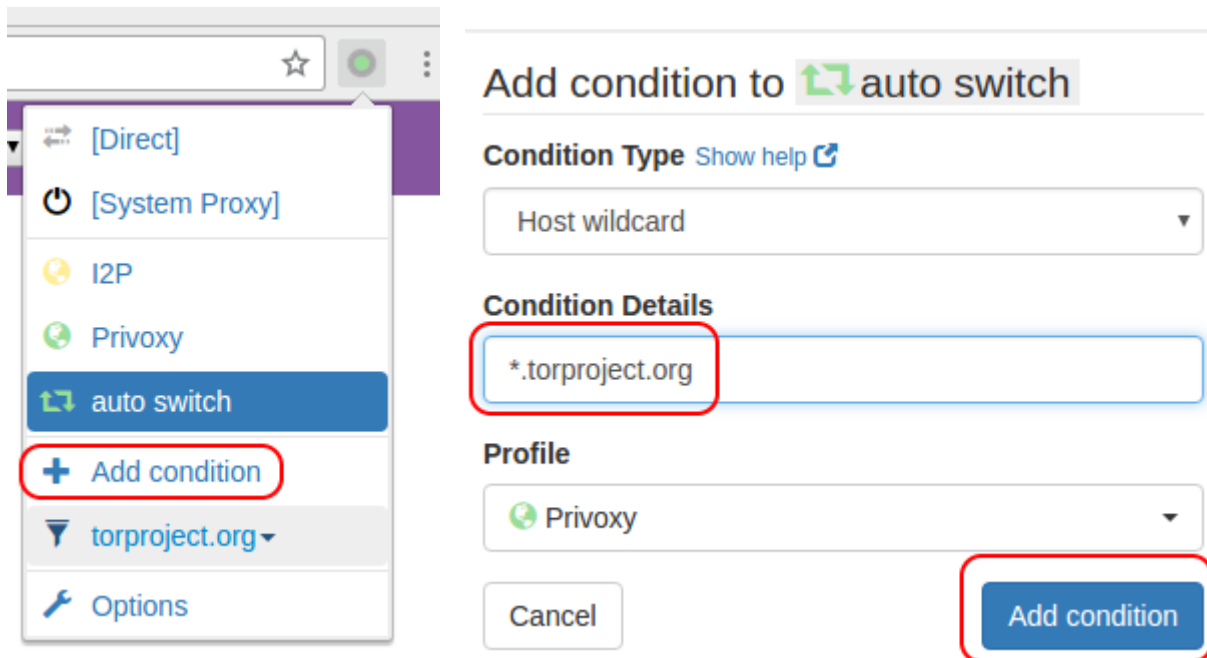 [Direct]
[System Proxy]
I2P
Privoxy
auto switch
Add condition
torproject.org
Options
Add condition to auto switch
Condition Type Show help
Host wildcard
Condition Details
*.torproject.org
Profile
Privoxy
Cancel
Add condition